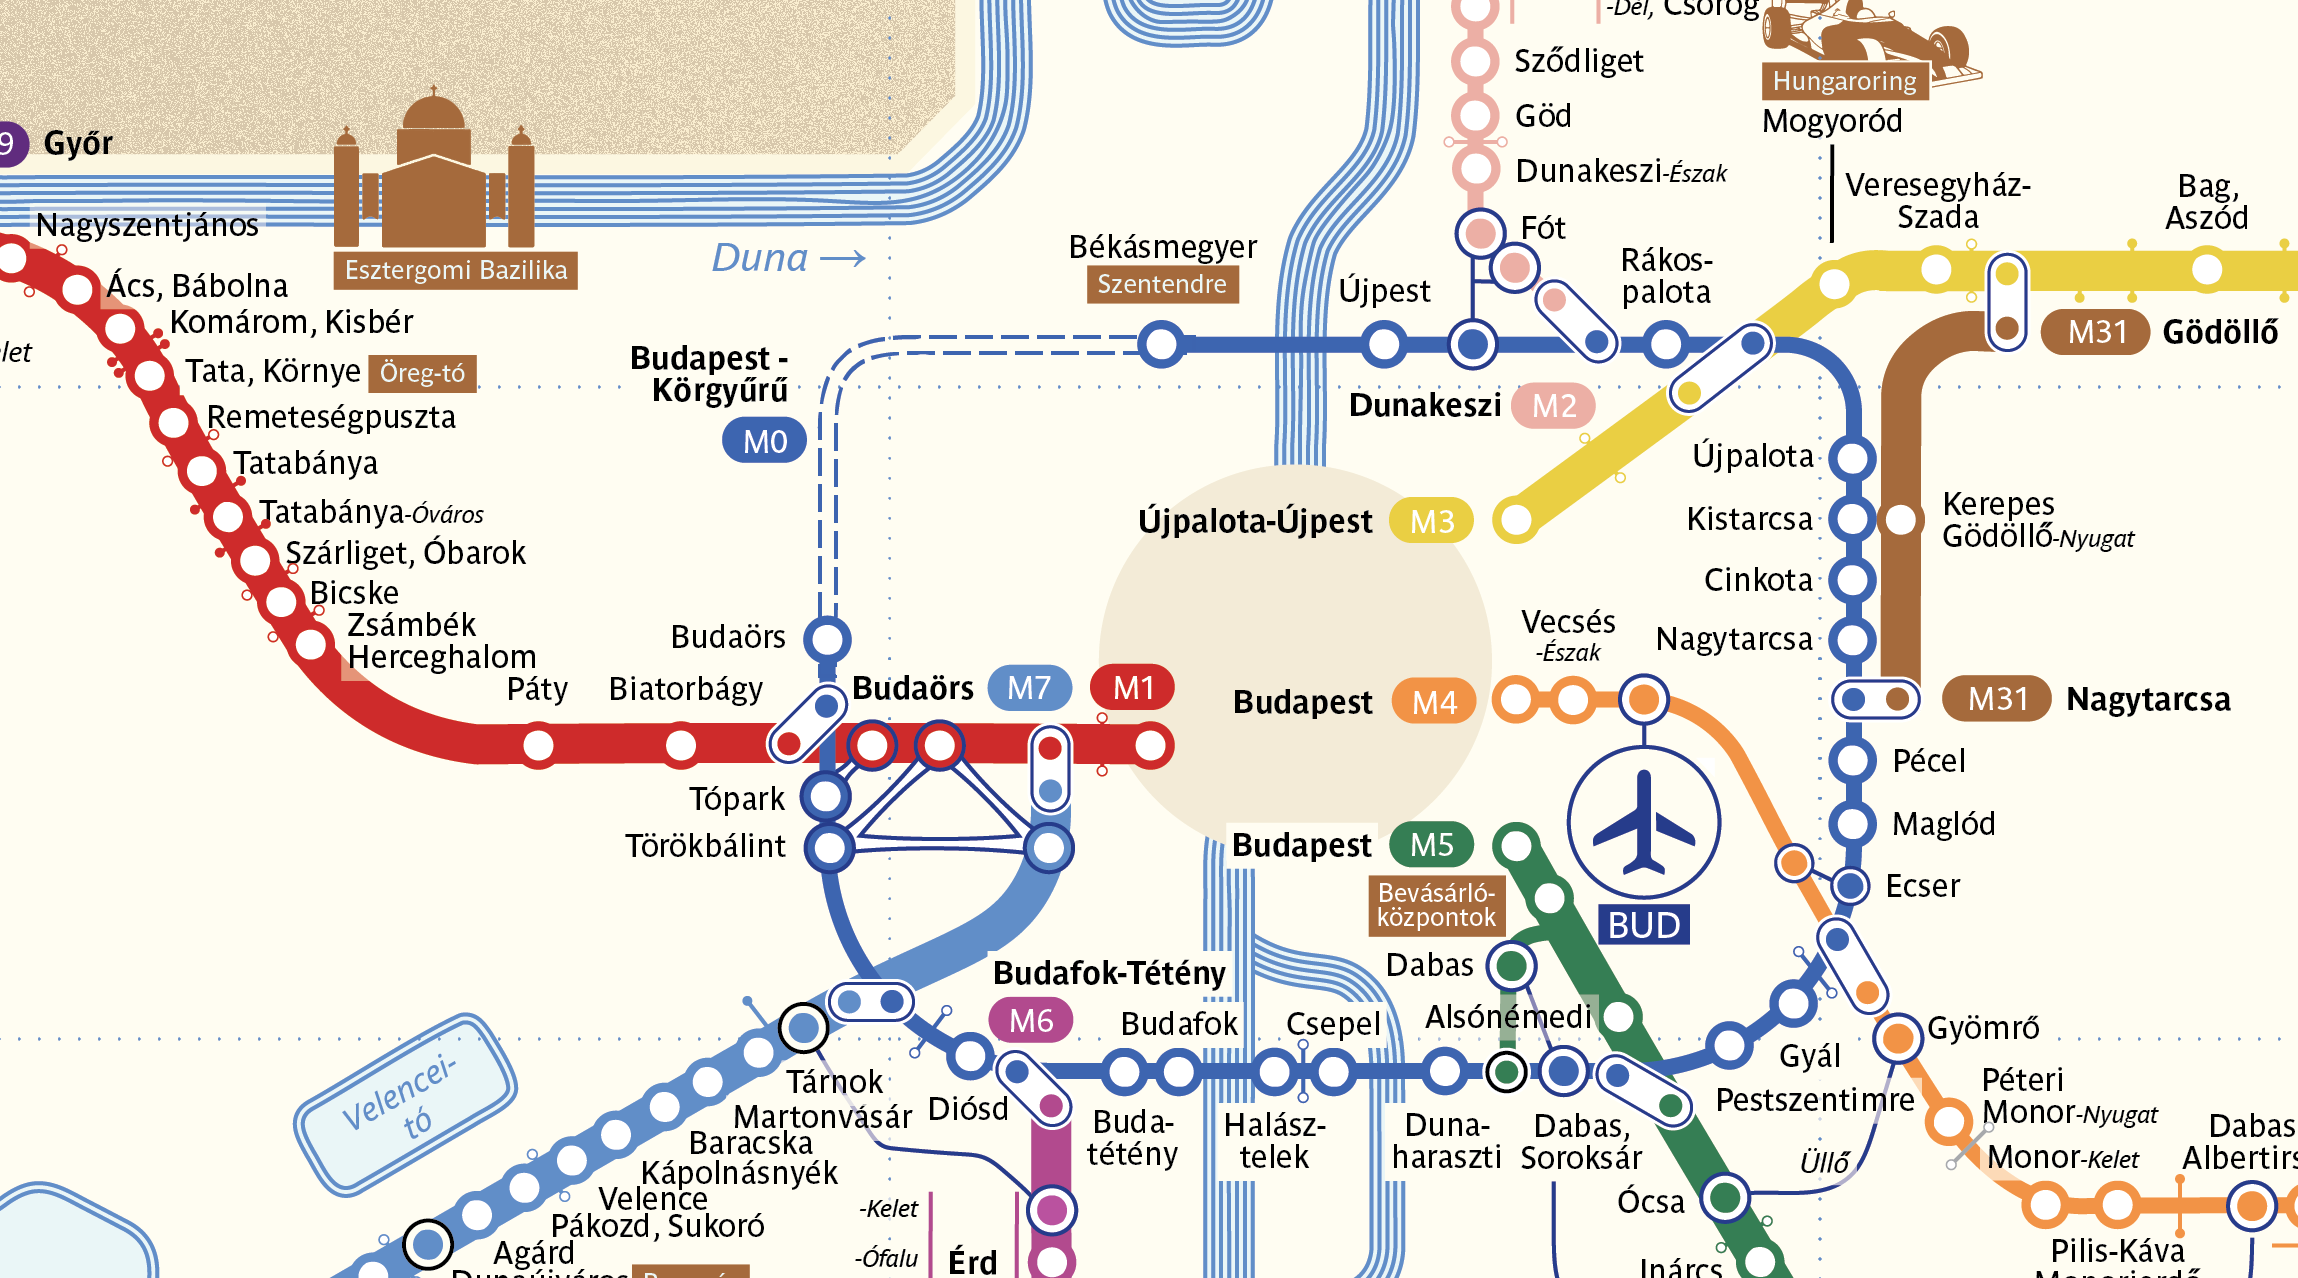 -Dél, Csörög
Sződliget
Göd
Dunakeszi-Észak
Fót
Hungaroring
Mogyoród
9 Győr
Nagyszentjános
Esztergomi Bazilika
Ács, Bábolna
Komárom, Kisbér
Tata, Környe Öreg-tó
Remeteségpuszta
Tatabánya
Tatabánya-Óváros
Szárliget, Óbarok
Bicske
Zsámbék
Herceghalom
Páty
Biatorbágy
Duna →
Békásmegyer
Szentendre
Újpest
Rákos-
palota
Veresegyház-
Szada
Bag,
Aszód
M31 Gödöllő
Budapest -
Körgyűrű
M0
Dunakeszi M2
Újpalota-Újpest M3
Újpalota
Kistarcsa
Cinkota
Nagytarcsa
Kerepes
Gödöllő-Nyugat
M31 Nagytarcsa
Budaörs
Budaörs M7 M1
Budapest M4
Vecsés
-Észak
Tópark
Törökbálint
Pécel
Maglód
Ecser
BUD
Budapest M5
Bevásárló-
központok
Dabas
Alsónémedi
Budafok-Tétény
M6
Budafok
Csepel
Diósd
Buda-
tétény
Halász-
telek
Duna-
haraszti
Dabas,
Soroksár
Gyál
Pestszentimre
Gyömrő
Péteri
Monor-Nyugat
Monor-Kelet
Üllő
Ócsa
Inárcs
Pilis-Káva
Velencei-
tó
Tárnok
Martonvásár
Baracska
Kápolnásnyék
Velence
Pákozd, Sukoró
Agárd
-Kelet
-Ófalu
Érd